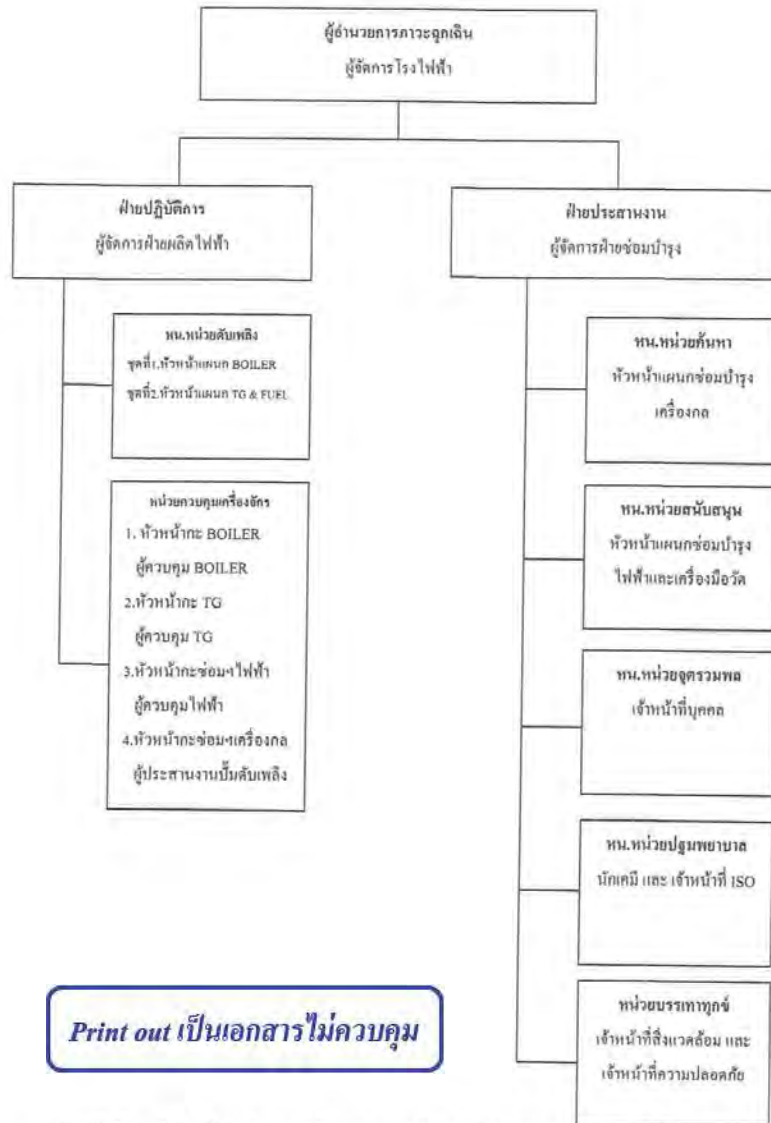 ผู้อำนวยการภาวะฉุกเฉิน
ผู้จัดการโรงไฟฟ้า
ฝ่ายปฏิบัติการ
ผู้จัดการฝ่ายผลิตไฟฟ้า
หน.หน่วยดับเพลิง
ชุดที่1.หัวหน้าแผนก BOILER
ชุดที่2.หัวหน้าแผนก TG & FUEL
หน่วยควบคุมเครื่องจักร
1. หัวหน้ากะ BOILER
ผู้ควบคุม BOILER
2.หัวหน้ากะ TG
ผู้ควบคุม TG
3.หัวหน้ากะซ่อมฯไฟฟ้า
ผู้ควบคุมไฟฟ้า
4.หัวหน้ากะซ่อมฯเครื่องกล
ผู้ประสานงานปั๊มดับเพลิง
ฝ่ายประสานงาน
ผู้จัดการฝ่ายซ่อมบำรุง
หน.หน่วยค้นหา
หัวหน้าแผนกซ่อมบำรุง
เครื่องกล
หน.หน่วยสนับสนุน
หัวหน้าแผนกซ่อมบำรุง
ไฟฟ้าและเครื่องมือวัด
หน.หน่วยจุดรวมพล
เจ้าหน้าที่บุคคล
หน.หน่วยปฐมพยาบาล
นักเคมี และ เจ้าหน้าที่ ISO
หน่วยบรรเทาทุกข์
เจ้าหน้าที่สิ่งแวดล้อม และ
เจ้าหน้าที่ความปลอดภัย
Print out เป็นเอกสารไม่ควบคุม